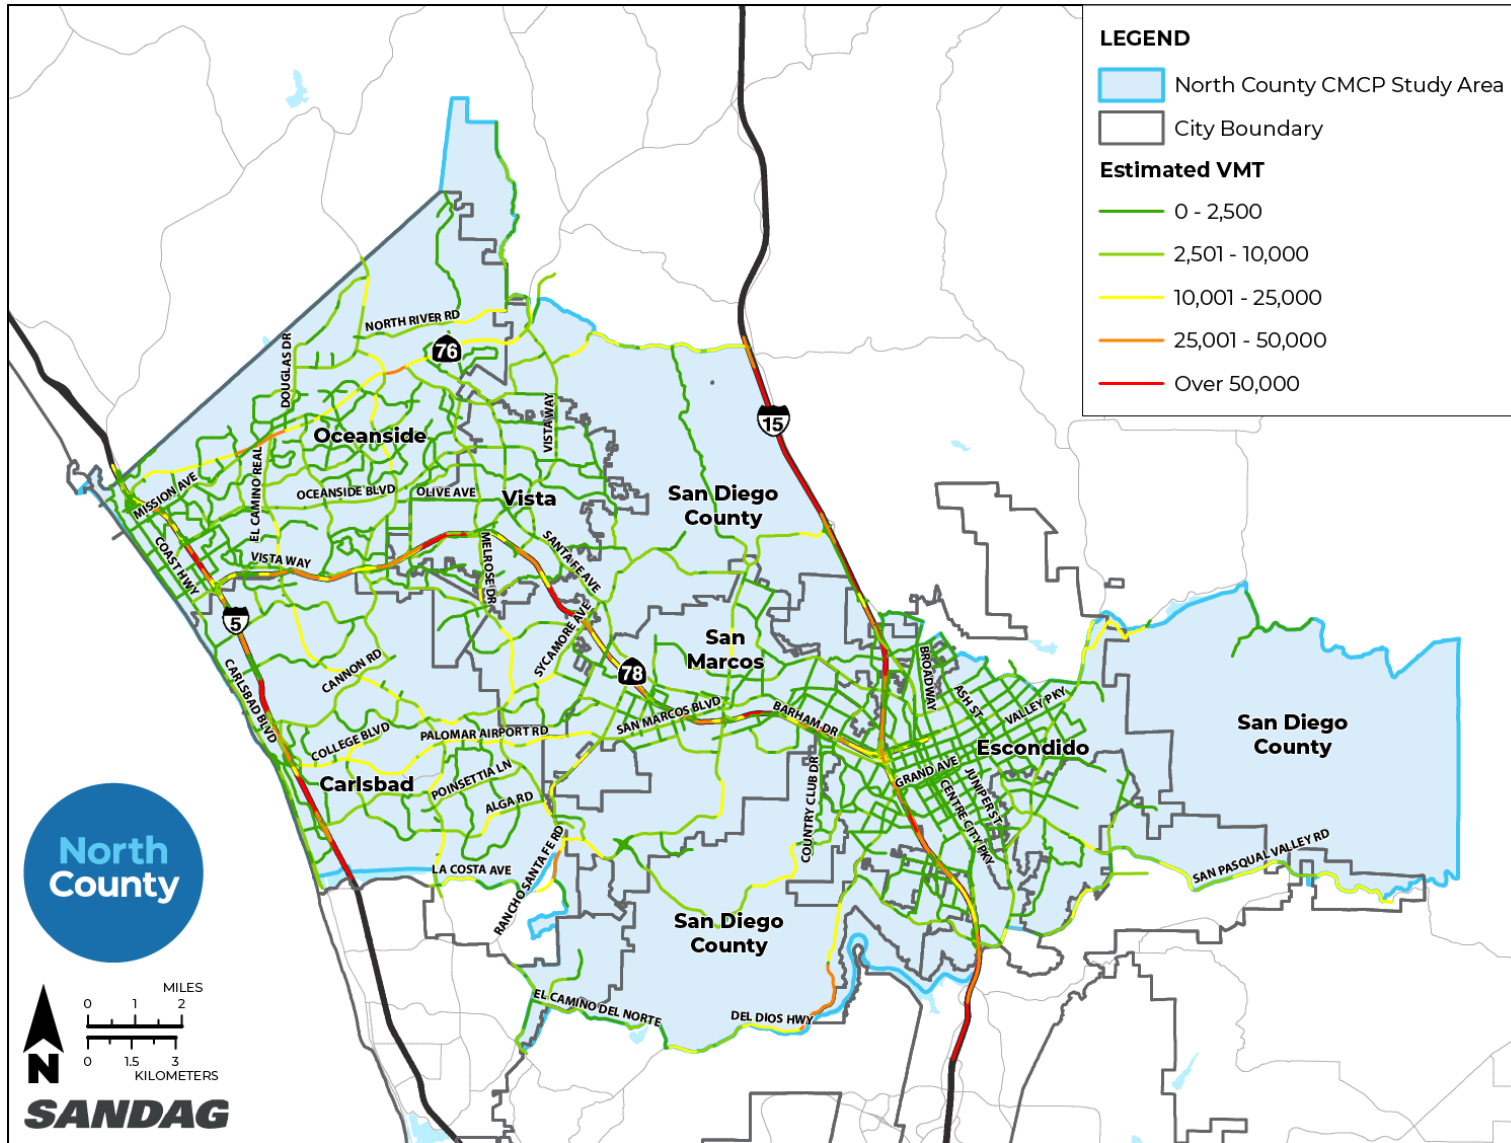 LEGEND
North County CMCP Study Area
City Boundary
Estimated VMT
0 - 2,500
2,501 - 10,000
10,001 - 25,000
25,001 - 50,000
Over 50,000
NORTH RIVER RD
76
DOUGLAS DR
15
Oceanside
VISTA WAY
EL CAMINO REAL
MISSION AVE
OCEANSIDE BLVD
OLIVE AVE
Vista
San Diego
County
COAST HWY
VISTA WAY
MELROSE DR
SANTA FE AVE
5
SYCAMORE AVE
San
Marcos
78
CANNON RD
CARLSBAD BLVD
BROADWAY
ASH ST
VALLEY PKY
SAN MARCOS BLVD
BARHAM DR
COLLEGE BLVD
PALOMAR AIRPORT RD
San Diego
County
Escondido
Carlsbad
POINSETTIA LN
ALGA RD
GRAND AVE
JUNIPER ST
CENTRE CITY PKY
COUNTRY CLUB DR
RANCHO SANTA FE RD
LA COSTA AVE
SAN PASQUAL VALLEY RD
San Diego
County
EL CAMINO DEL NORTE
DEL DIOS HWY
North
County
MILES
0 1 2
0 1.5 3
KILOMETERS
N
SANDAG